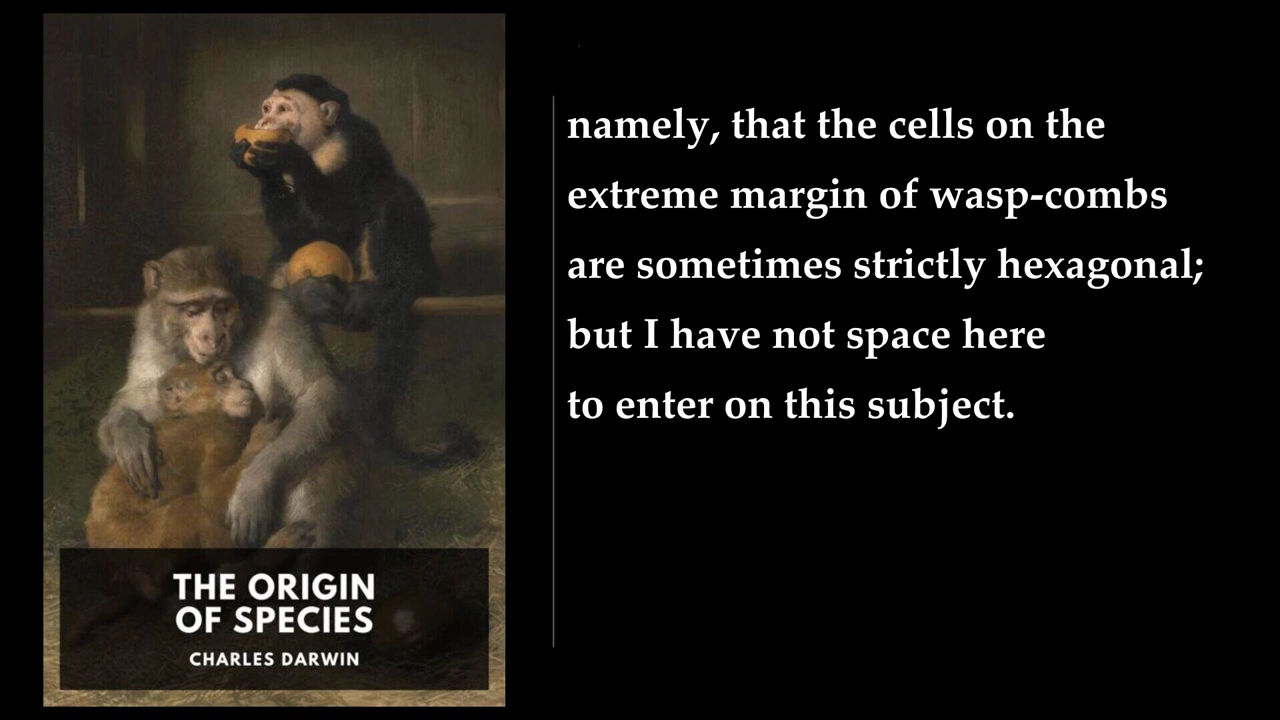 namely, that the cells on the
extreme margin of wasp-combs
are sometimes strictly hexagonal;
but I have not space here
to enter on this subject.
THE ORIGIN
OF SPECIES
CHARLES DARWIN